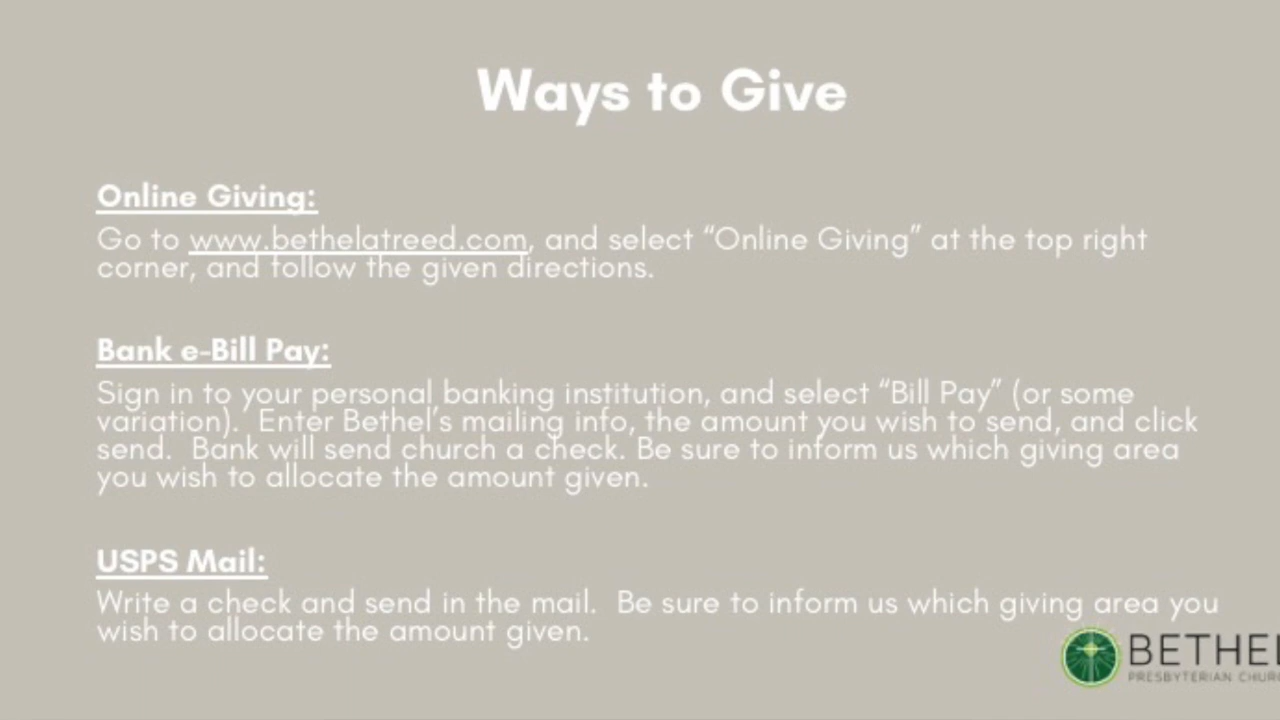 Ways to Give
Online Giving:
Go to www.bethelatreed.com, and select “Online Giving” at the top right
corner, and follow the given directions.
Bank e-Bill Pay:
Sign in to your personal banking institution, and select “Bill Pay” (or some
variation).  Enter Bethel’s mailing info, the amount you wish to send, and click
send.  Bank will send church a check. Be sure to inform us which giving area
you wish to allocate the amount given.
USPS Mail:
Write a check and send in the mail.  Be sure to inform us which giving area you
wish to allocate the amount given.
BETHEL
PRESBYTERIAN CHUR